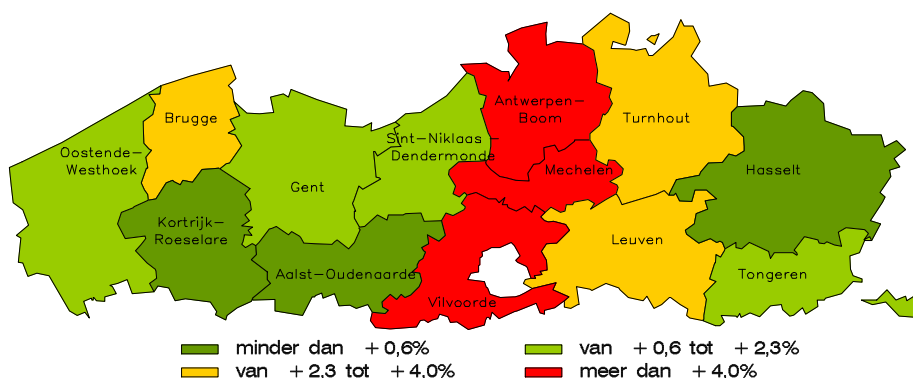 Antwerpen-
Boom
Brugge
Turnhout
Sint-Niklaas-
Dendermonde
Oostende-
Westhoek
Mechelen
Hasselt
Gent
Kortrijk-
Roeselare
Leuven
Aalst-Oudenaarde
Tongeren
Vilvoorde
minder dan +0,6%
van +0,6 tot +2,3%
van +2,3 tot +4,0%
meer dan +4,0%